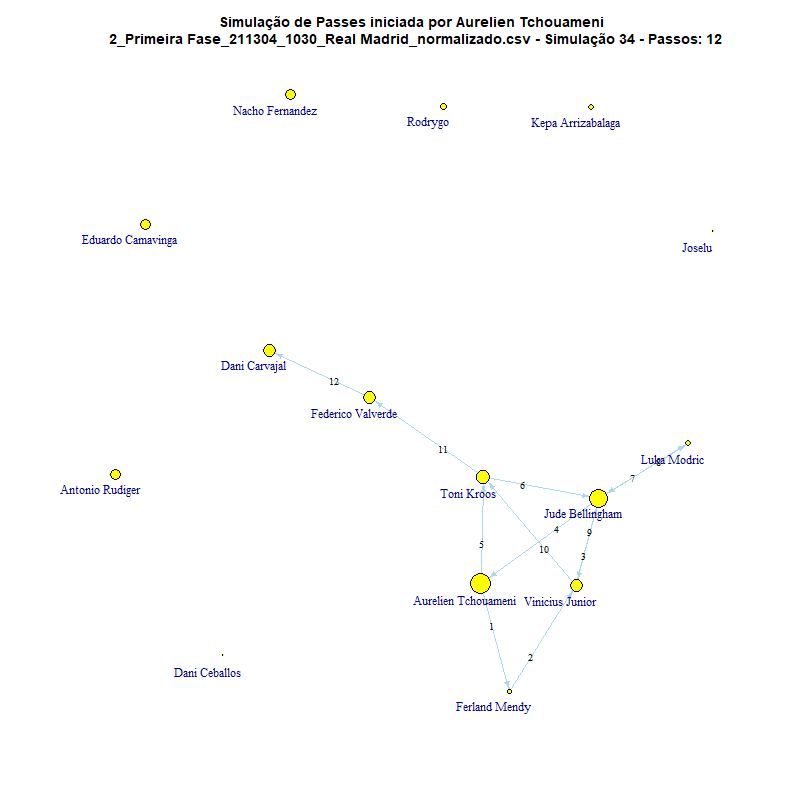 Simulação de Passes iniciada por Aurelien Tchouameni
2_Primeira Fase_211304_1030_Real Madrid_normalizado.csv - Simulação 34 - Passos: 12
Nacho Fernandez
Rodrygo
Kepa Arrizabalaga
Eduardo Camavinga
Joselu
Dani Carvajal
12
Federico Valverde
11
Luka Modric
Antonio Rudiger
Toni Kroos
6
7
8
Jude Bellingham
4
9
5
10
3
Aurelien Tchouameni
Vinicius Junior
1
2
Dani Ceballos
Ferland Mendy